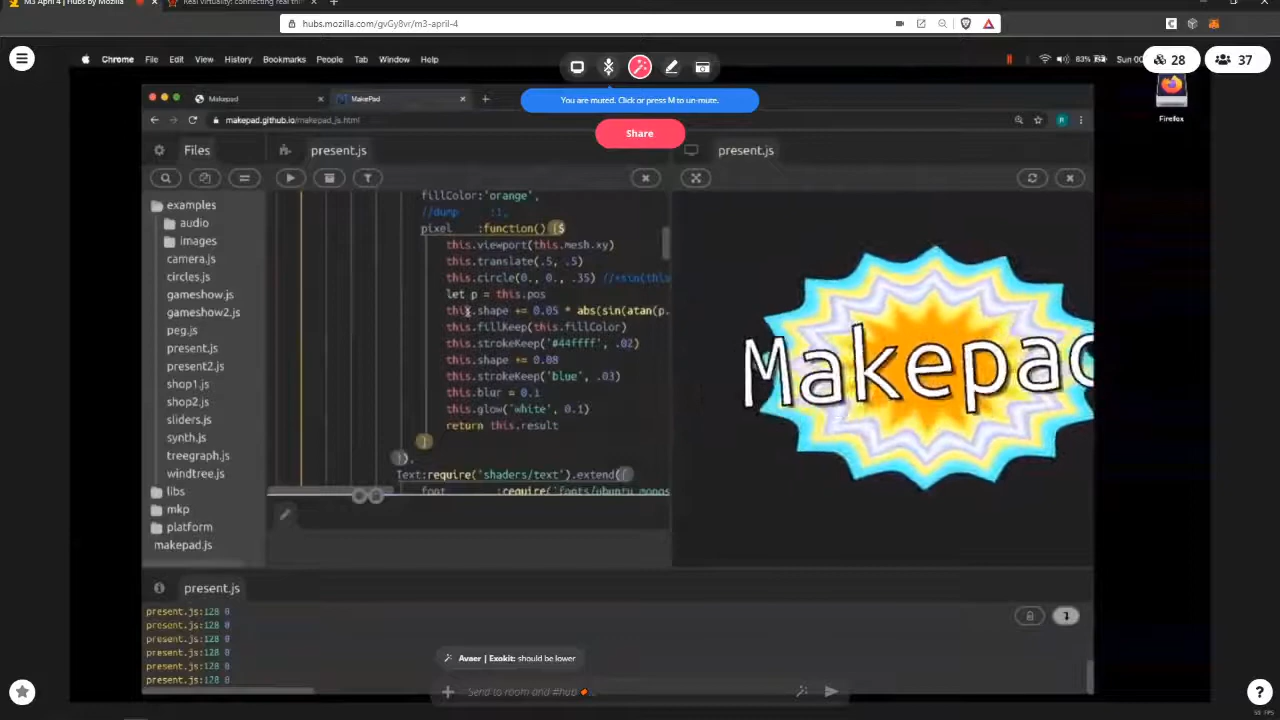 M3 April 4 | Hubs by Mozilla
Real virtuality: connecting real thi
hubs.mozilla.com/gvGy8vr/m3-april-4
Chrome File Edit View History Bookmarks People Tab Window Help
83%
Sun
28
37
You are muted. Click or press M to un-mute.
Share
Firefox
Makepad
MakePad
makepad.github.io/makepad_js.html
Files
present.js
present.js
examples
audio
images
camera.js
circles.js
gameshow.js
gameshow2.js
peg.js
present.js
present2.js
shop1.js
shop2.js
sliders.js
synth.js
treegraph.js
windtree.js
libs
mkp
platform
makepad.js
fillColor:'orange',
//dump :1,
pixel :function() {$
this.viewport(this.mesh.xy)
this.translate(.5, .5)
this.circle(0., 0., .35) //+sin(this
let p = this.pos
this.shape += 0.05 * abs(sin(atan(p.
this.fillKeep(this.fillColor)
this.strokeKeep('#44ffff', .02)
this.shape += 0.08
this.strokeKeep('blue', .03)
this.blur = 0.1
this.glow('white', 0.1)
return this.result
}
}),
Text:require('shaders/text').extend({
font :require('fonts/ubuntu_monos
Makepad
present.js
present.js:128 0
present.js:128 0
present.js:128 0
present.js:128 0
present.js:128 0
present.js:128 0
Avaer | Exokit: should be lower
Send to room and #hub